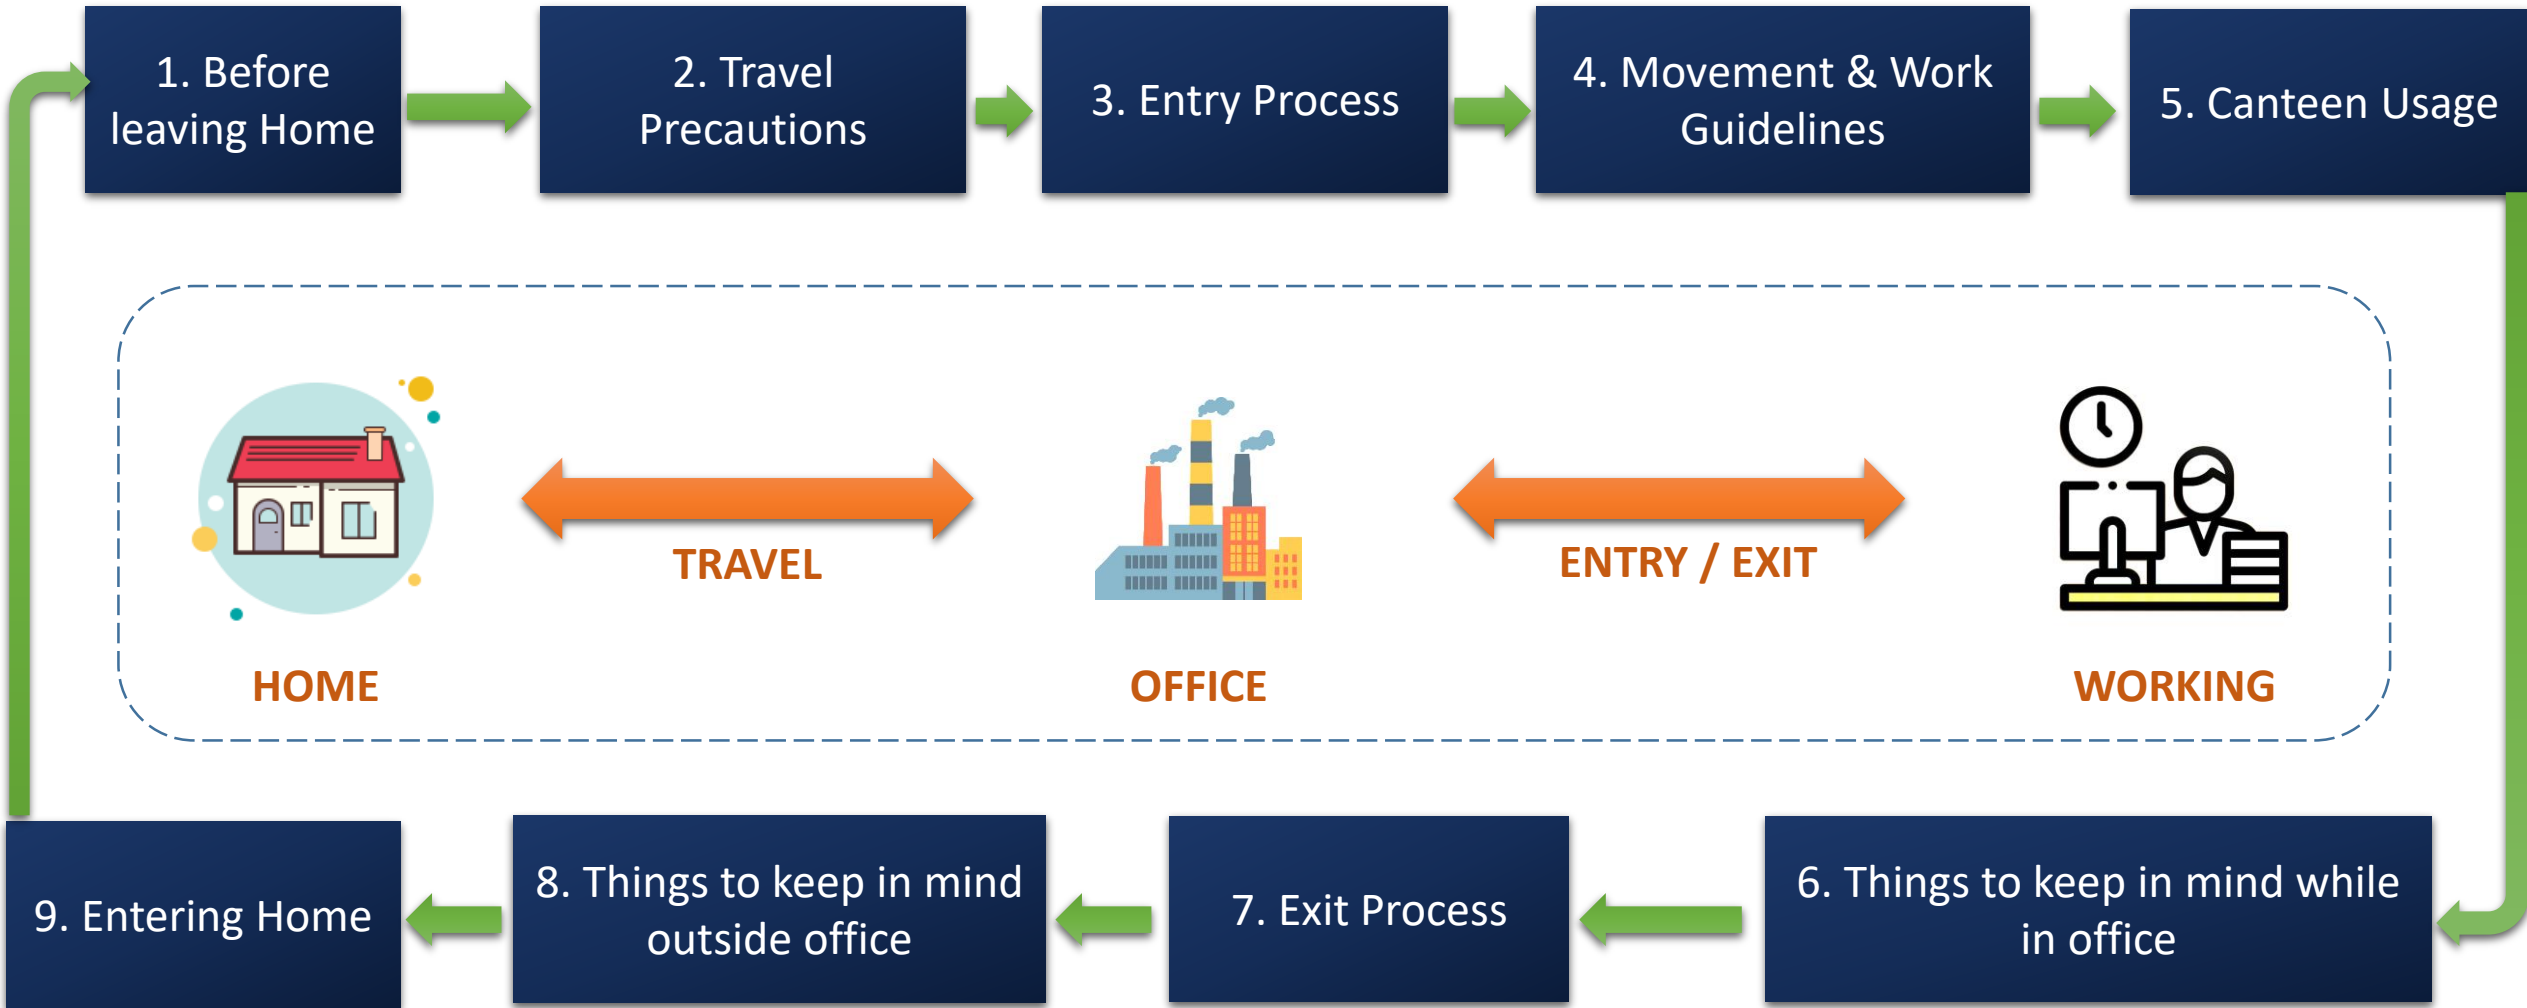 1. Before
leaving Home
2. Travel
Precautions
3. Entry Process
4. Movement & Work
Guidelines
5. Canteen Usage
TRAVEL
ENTRY / EXIT
HOME
OFFICE
WORKING
9. Entering Home
8. Things to keep in mind
outside office
7. Exit Process
6. Things to keep in mind while
in office